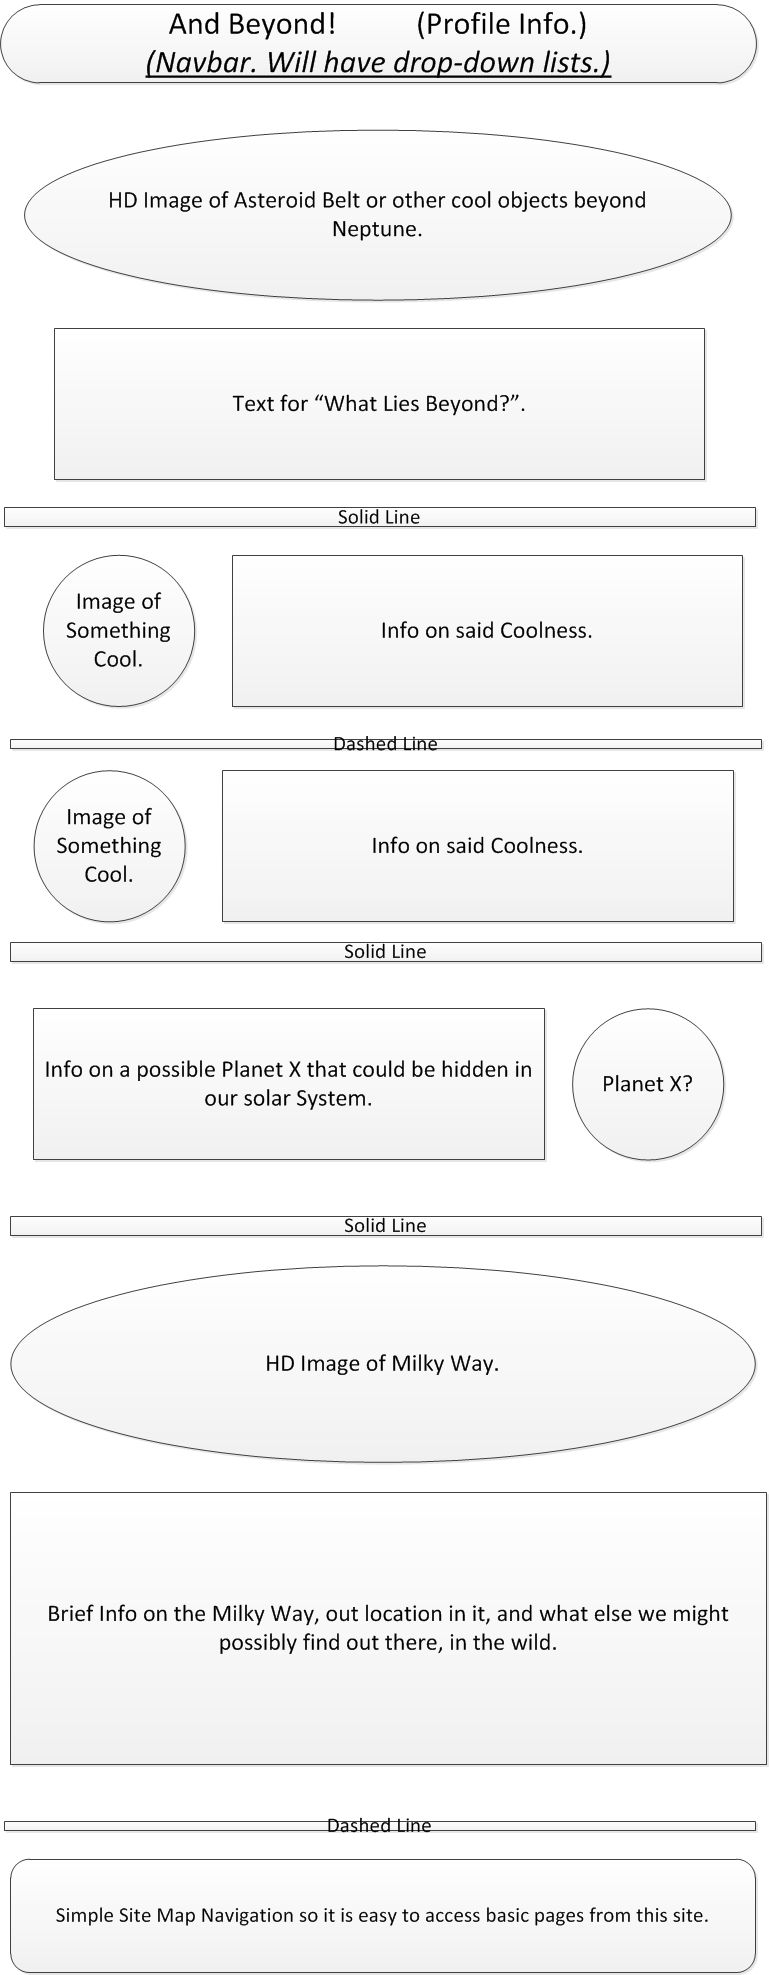 And Beyond! (Profile Info.)
(Navbar. Will have drop-down lists.)
HD Image of Asteroid Belt or other cool objects beyond
Neptune.
Text for “What Lies Beyond?”.
Solid Line
Image of
Something
Cool.
Info on said Coolness.
Dashed Line
Image of
Something
Cool.
Info on said Coolness.
Solid Line
Info on a possible Planet X that could be hidden in
our solar System.
Planet X?
Solid Line
HD Image of Milky Way.
Brief Info on the Milky Way, out location in it, and what else we might
possibly find out there, in the wild.
Dashed Line
Simple Site Map Navigation so it is easy to access basic pages from this site.